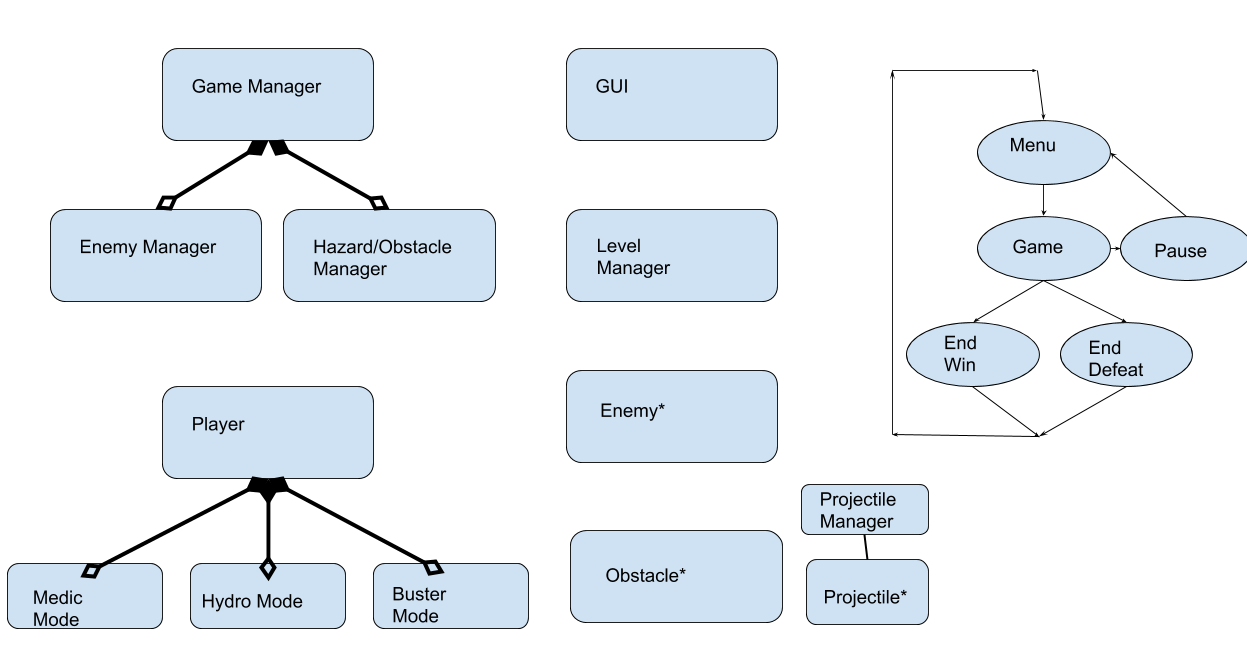 Game Manager
GUI
Menu
Enemy Manager
Hazard/Obstacle
Manager
Level
Manager
Game
Pause
End
Win
End
Defeat
Player
Enemy*
Projectile
Manager
Obstacle*
Medic
Mode
Hydro Mode
Buster
Mode
Projectile*